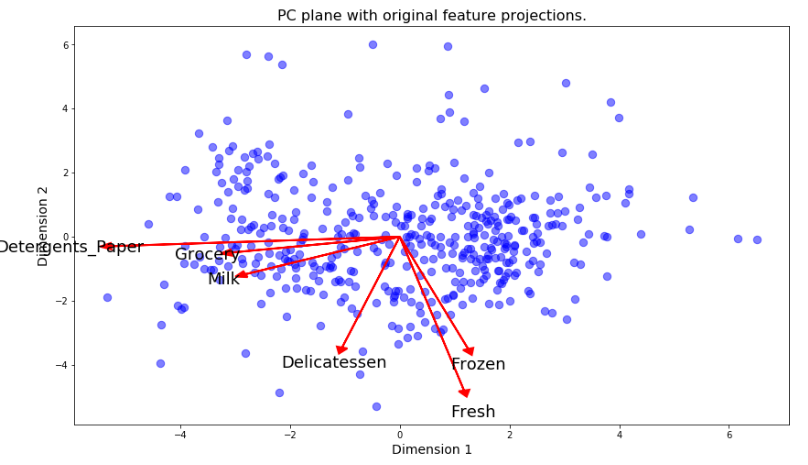 PC plane with original feature projections.
6
4
2
0
−2
−4
Dimension 2
Detergents_Paper
Grocery
Milk
Delicatessen
Frozen
Fresh
−4
−2
0
2
4
6
Dimension 1